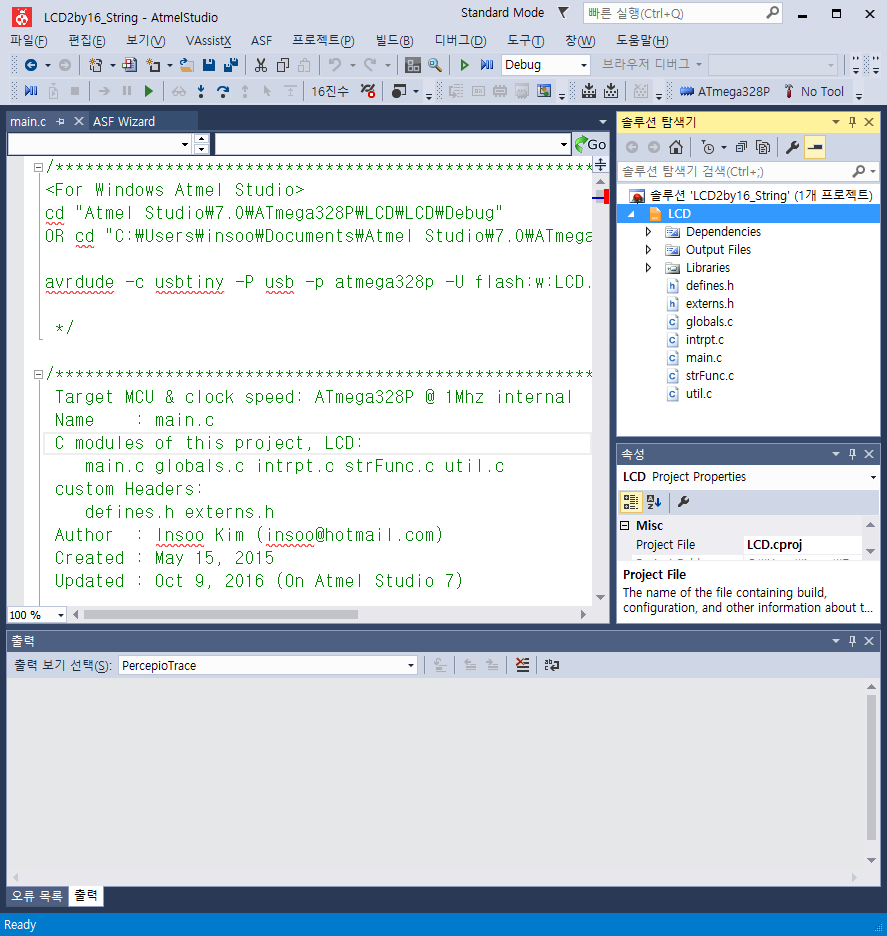 LCD2by16_String - AtmelStudio
Standard Mode
빠른 실행(Ctrl+Q)
파일(F) 편집(E) 보기(V) VAssistX ASF 프로젝트(P) 빌드(B) 디버그(D) 도구(T) 창(W) 도움말(H)
Debug 브라우저 디버그
16진수 ATmega328P No Tool
main.c ASF Wizard
Go
/****************************************************************
<For Windows Atmel Studio>
cd "Atmel Studio₩7.0₩ATmega328P₩LCD₩LCD₩Debug"
OR cd "C:₩Users₩insoo₩Documents₩Atmel Studio₩7.0₩ATmega
avrdude -c usbtiny -P usb -p atmega328p -U flash:w:LCD.
*/
/****************************************************************
Target MCU & clock speed: ATmega328P @ 1Mhz internal
Name : main.c
C modules of this project, LCD:
main.c globals.c intrpt.c strFunc.c util.c
custom Headers:
defines.h externs.h
Author : Insoo Kim (insoo@hotmail.com)
Created : May 15, 2015
Updated : Oct 9, 2016 (On Atmel Studio 7)
100 %
솔루션 탐색기
솔루션 탐색기 검색(Ctrl+;)
솔루션 'LCD2by16_String' (1개 프로젝트)
LCD
Dependencies
Output Files
Libraries
defines.h
externs.h
globals.c
intrpt.c
main.c
strFunc.c
util.c
속성
LCD Project Properties
Misc
Project File LCD.cproj
Project File
The name of the file containing build,
configuration, and other information about t...
출력
출력 보기 선택(S): PercepioTrace
오류 목록 출력
Ready